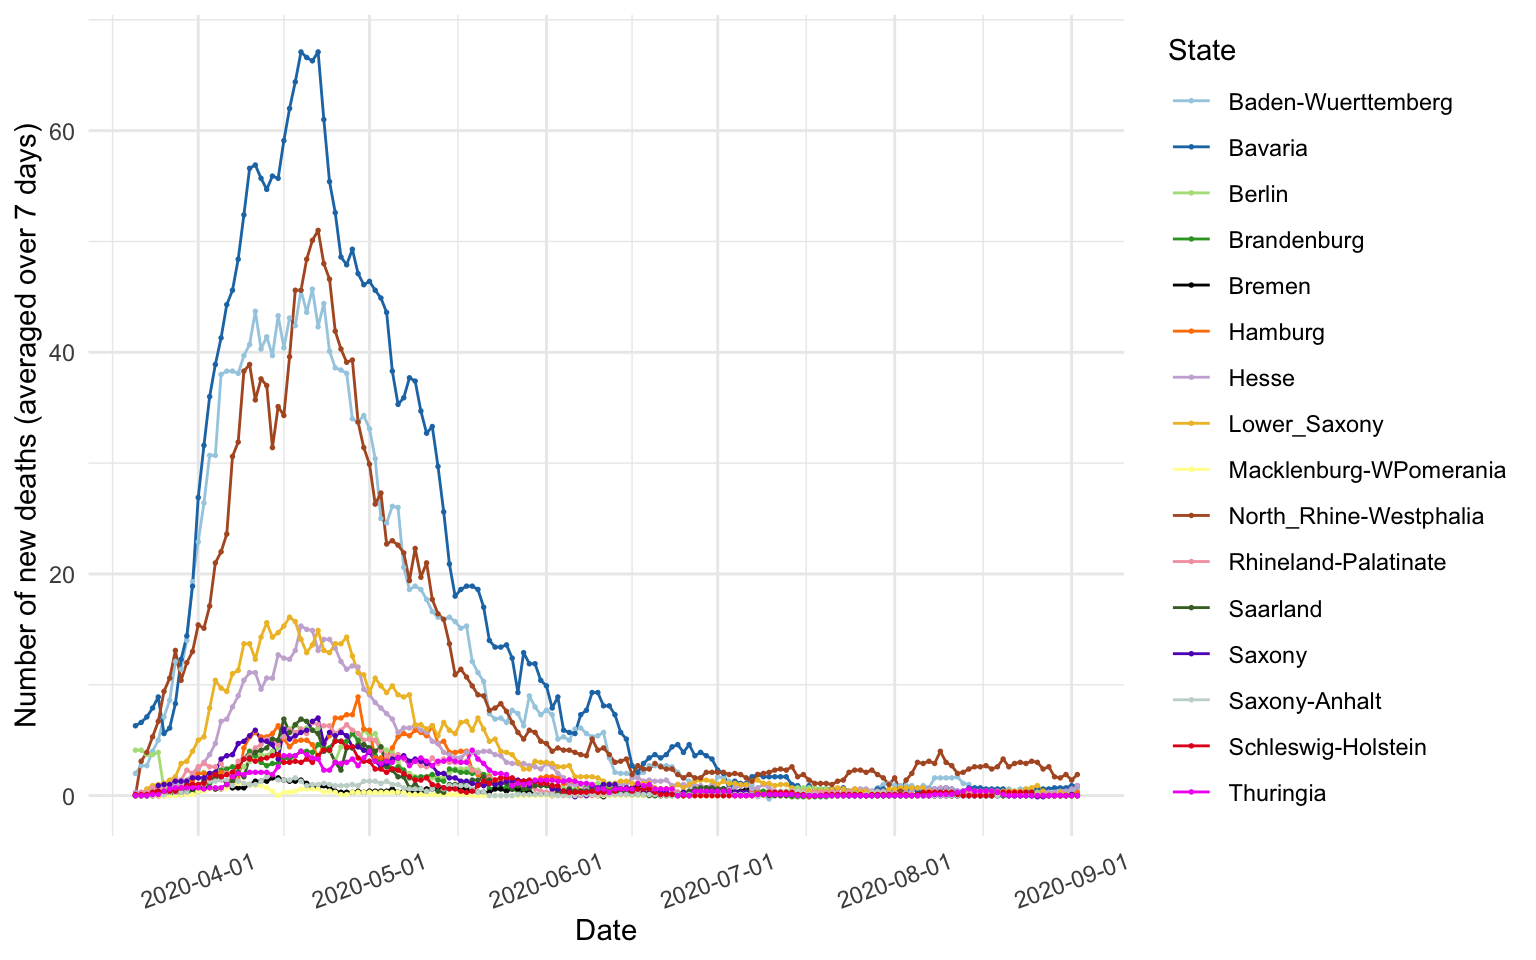 Number of new deaths (averaged over 7 days)
60
40
20
0
2020-04-01
2020-05-01
2020-06-01
2020-07-01
2020-08-01
2020-09-01
Date
State
Baden-Wuerttemberg
Bavaria
Berlin
Brandenburg
Bremen
Hamburg
Hesse
Lower_Saxony
Macklenburg-WPomerania
North_Rhine-Westphalia
Rhineland-Palatinate
Saarland
Saxony
Saxony-Anhalt
Schleswig-Holstein
Thuringia